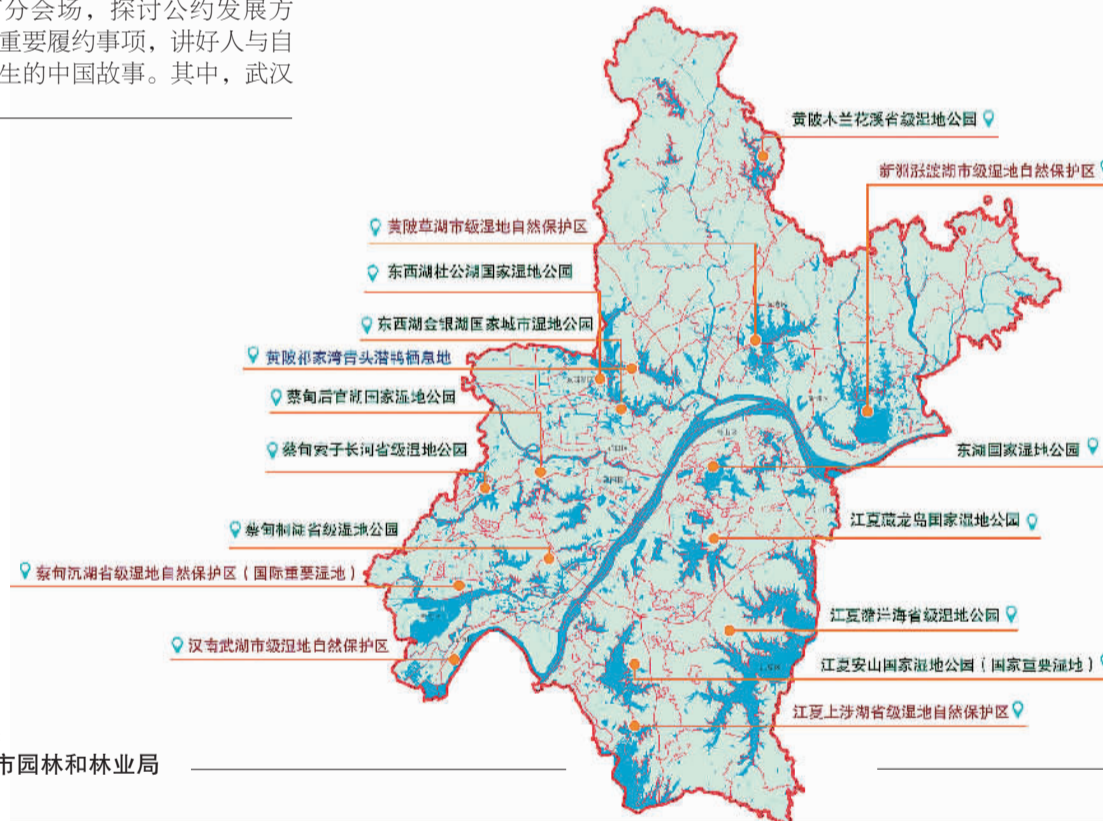 分会场，探讨公约发展方
重要履约事项，讲好人与自
生的中国故事。其中，武汉
黄陂木兰花溪省级湿地公园
新洲涨渡湖市级湿地自然保护区
黄陂草湖市级湿地自然保护区
东西湖杜公湖国家湿地公园
东西湖金银湖国家城市湿地公园
黄陂祁家湾青头潜鸭栖息地
蔡甸后官湖国家湿地公园
蔡甸索子长河省级湿地公园
东湖国家湿地公园
江夏藏龙岛国家湿地公园
蔡甸桐湖省级湿地公园
蔡甸沉湖省级湿地自然保护区（国际重要湿地）
江夏潴洋海省级湿地公园
汉南武湖市级湿地自然保护区
江夏安山国家湿地公园（国家重要湿地）
江夏上涉湖省级湿地自然保护区
市园林和林业局